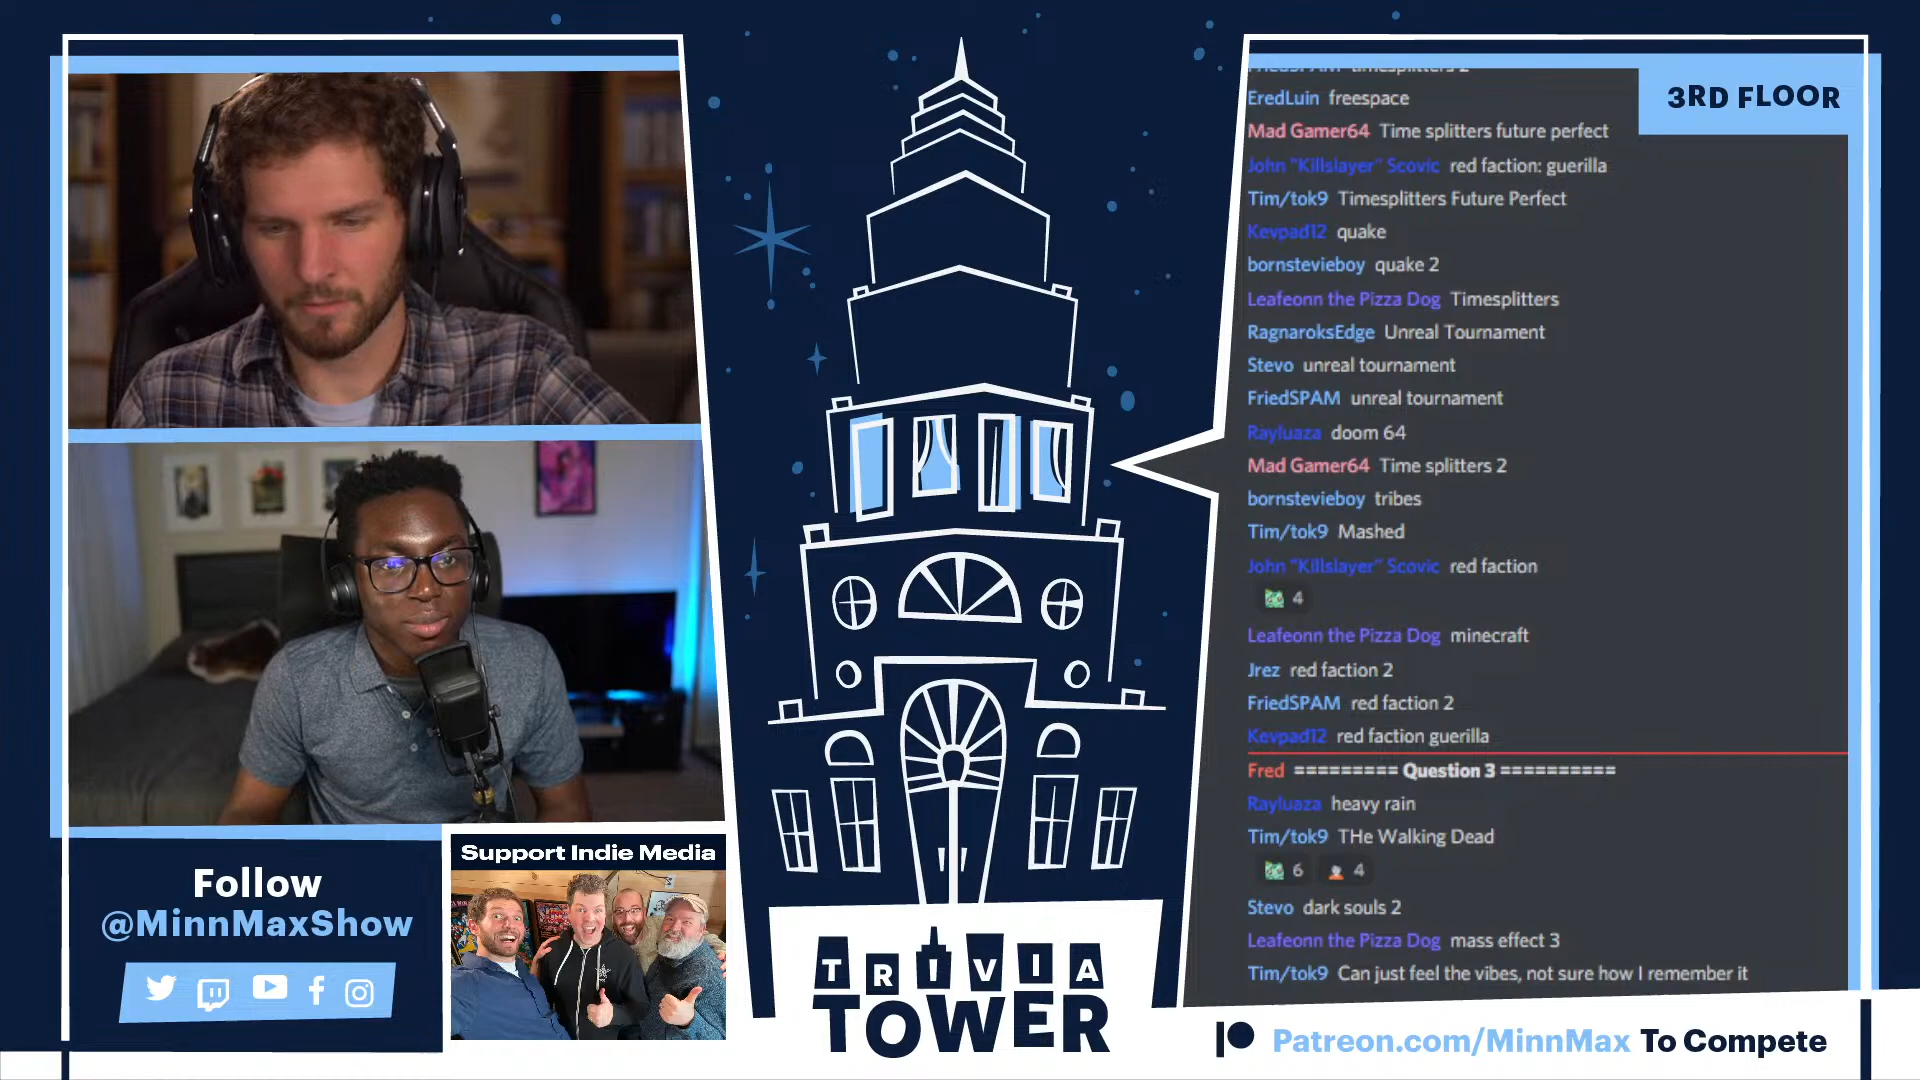 3RD FLOOR
EredLuin freespace
Mad Gamer64 Time splitters future perfect
John "Killslayer" Scovic red faction: guerilla
Tim/tok9 Timesplitters Future Perfect
Kevpad12 quake
bornstevieboy quake 2
Leafeonn the Pizza Dog Timesplitters
RagnaroksEdge Unreal Tournament
Stevo unreal tournament
FriedSPAM unreal tournament
Rayluaza doom 64
Mad Gamer64 Time splitters 2
bornstevieboy tribes
Tim/tok9 Mashed
John "Killslayer" Scovic red faction
4
Leafeonn the Pizza Dog minecraft
Jrez red faction 2
FriedSPAM red faction 2
Kevpad12 red faction guerilla
Fred ========= Question 3 ==========
Rayluaza heavy rain
Tim/tok9 THe Walking Dead
6 4
Stevo dark souls 2
Leafeonn the Pizza Dog mass effect 3
Tim/tok9 Can just feel the vibes, not sure how I remember it
Support Indie Media
Follow
@MinnMaxShow
TRIVIA
TOWER
Patreon.com/MinnMax To Compete